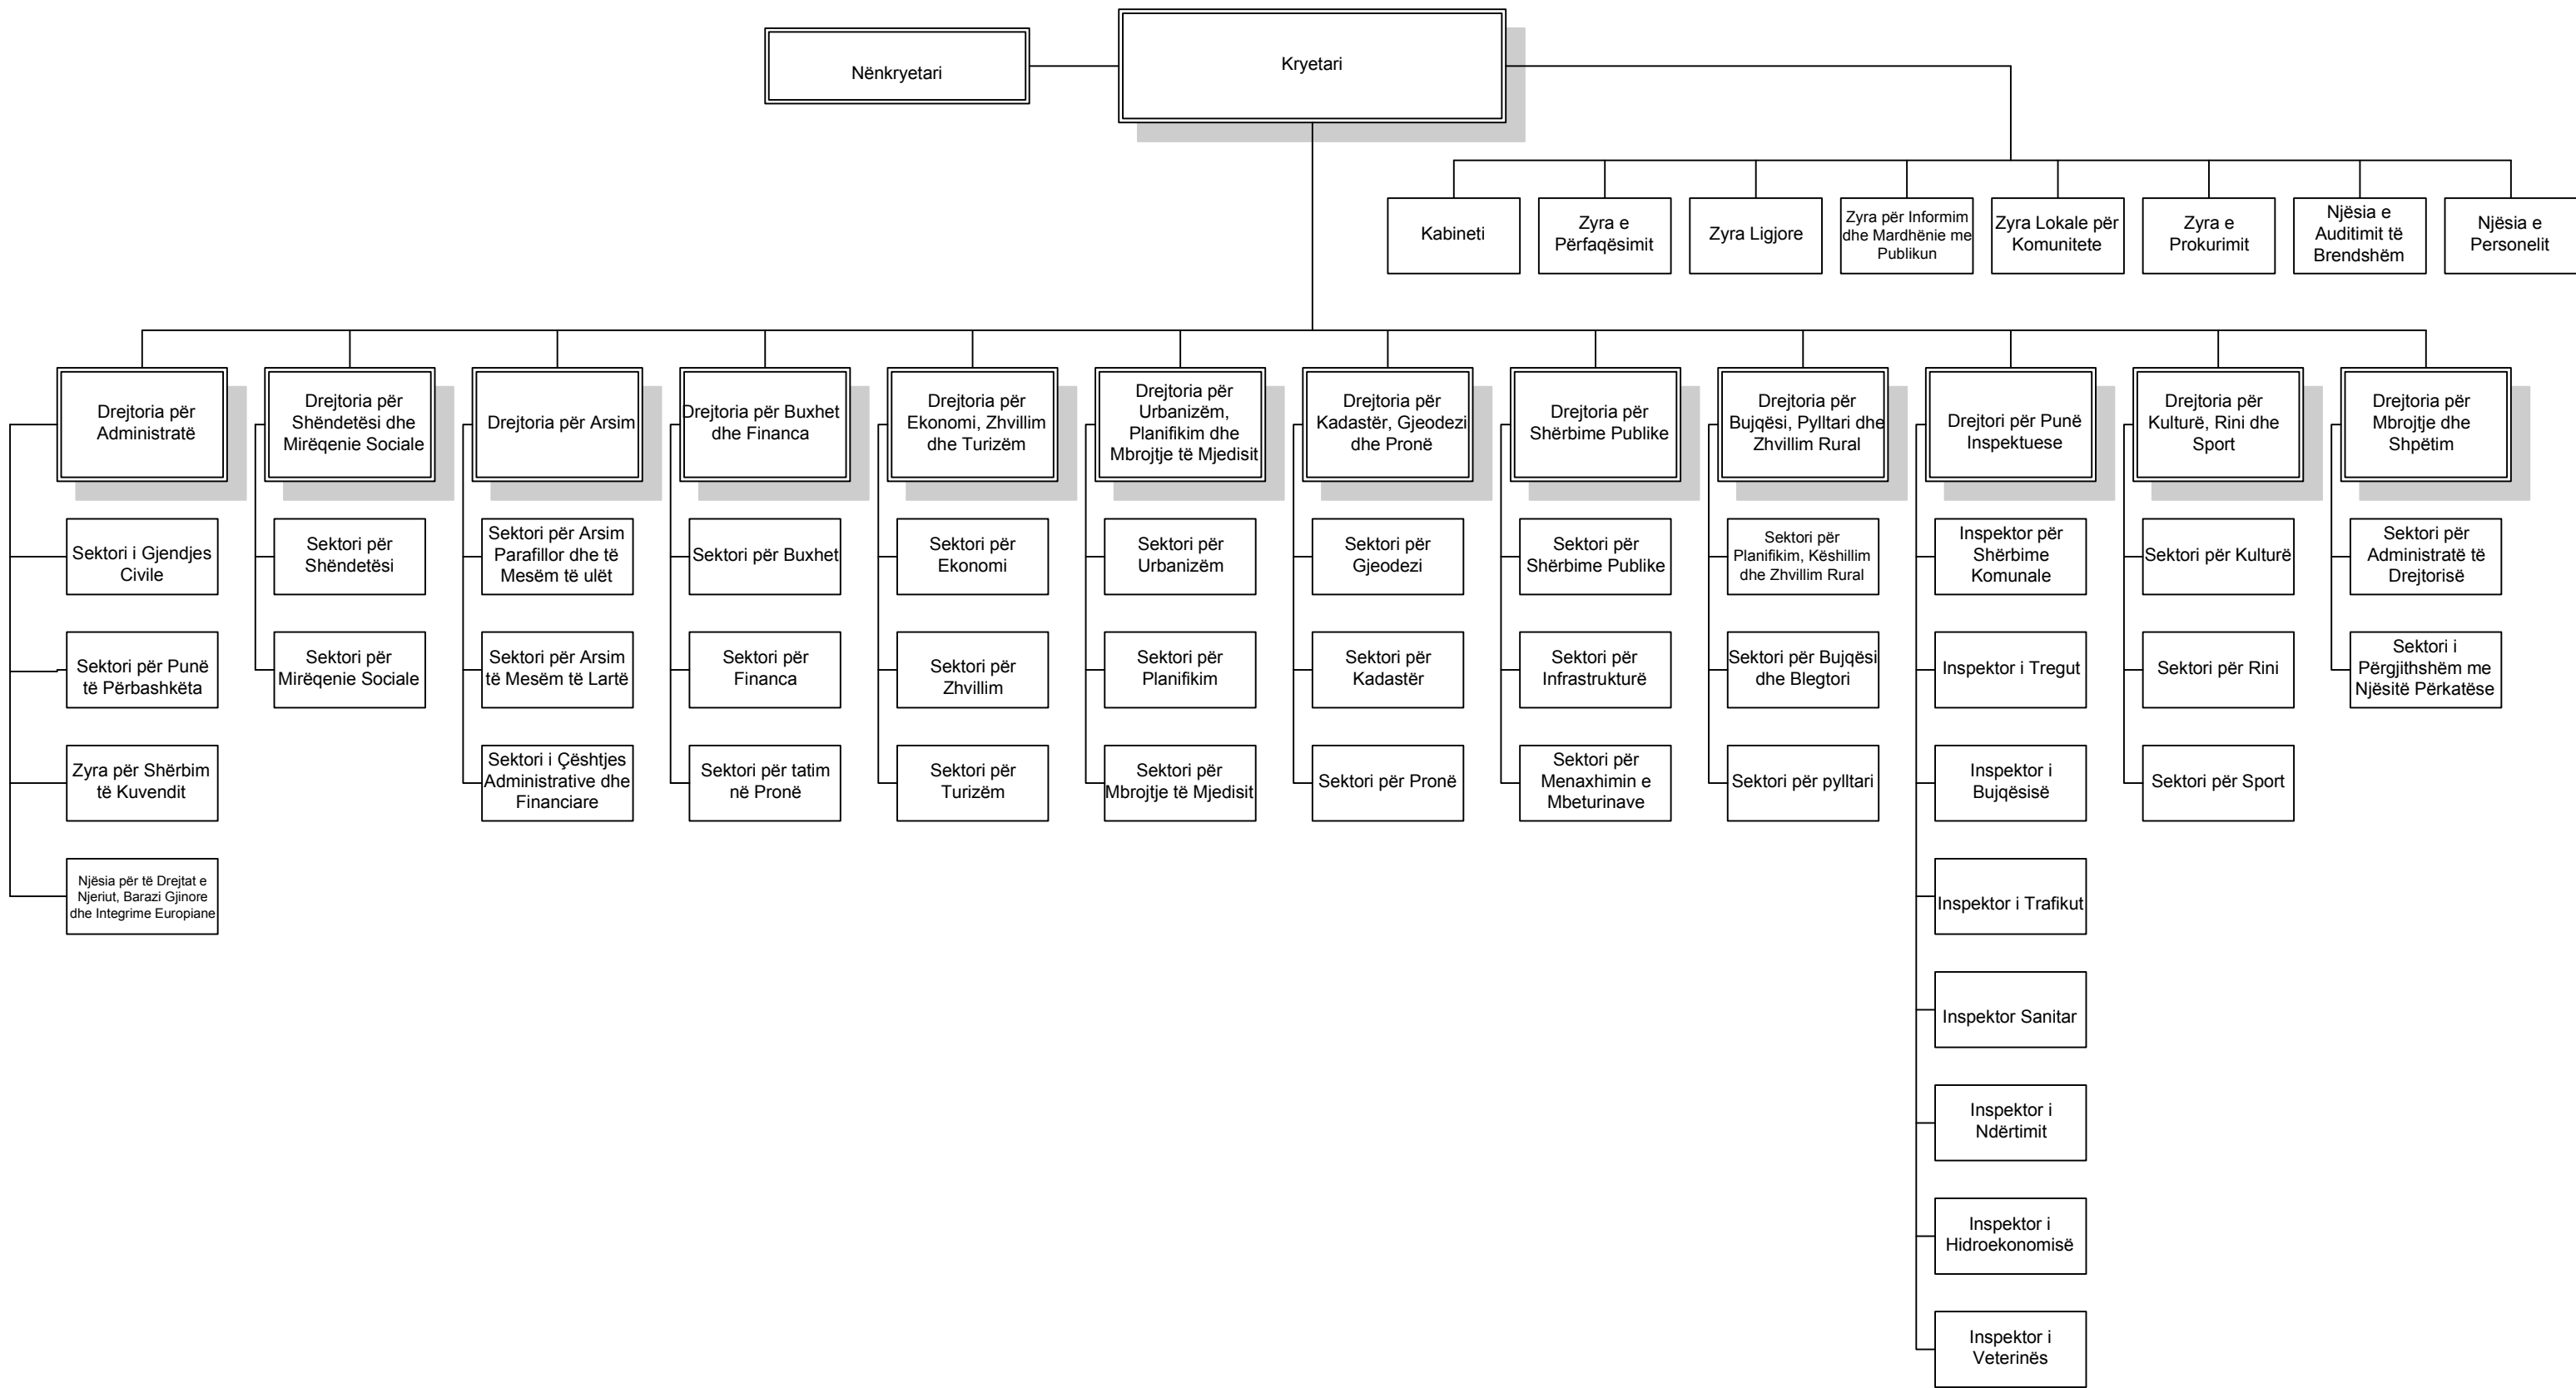 Nënkryetari
Kryetari
Kabineti
Zyra e
Përfaqësimit
Zyra Ligjore
Zyra për Informim
dhe Mardhënie me
Publikun
Zyra Lokale për
Komunitete
Zyra e
Prokurimit
Njësia e
Auditimit të
Brendshëm
Njësia e
Personelit
Drejtoria për
Administratë
Sektori i Gjendjes
Civile
Sektori për Punë
të Përbashkëta
Zyra për Shërbim
të Kuvendit
Njësia për të Drejtat e
Njeriut, Barazi Gjinore
dhe Integrime Europiane
Drejtoria për
Shëndetësi dhe
Mirëqenie Sociale
Sektori për
Shëndetësi
Sektori për
Mirëqenie Sociale
Drejtoria për Arsim
Sektori për Arsim
Parafillor dhe të
Mesëm të ulët
Sektori për Arsim
të Mesëm të Lartë
Sektori i Çështjes
Administrative dhe
Financiare
Drejtoria për Buxhet
dhe Financa
Sektori për Buxhet
Sektori për
Financa
Sektori për tatim
në Pronë
Drejtoria për
Ekonomi, Zhvillim
dhe Turizëm
Sektori për
Ekonomi
Sektori për
Zhvillim
Sektori për
Turizëm
Drejtoria për
Urbanizëm,
Planifikim dhe
Mbrojtje të Mjedisit
Sektori për
Urbanizëm
Sektori për
Planifikim
Sektori për
Mbrojtje të Mjedisit
Drejtoria për
Kadastër, Gjeodezi
dhe Pronë
Sektori për
Gjeodezi
Sektori për
Kadastër
Sektori për Pronë
Drejtoria për
Shërbime Publike
Sektori për
Shërbime Publike
Sektori për
Infrastrukturë
Sektori për
Menaxhimin e
Mbeturinave
Drejtoria për
Bujqësi, Pylltari dhe
Zhvillim Rural
Sektori për
Planifikim, Këshillim
dhe Zhvillim Rural
Sektori për Bujqësi
dhe Blegtori
Sektori për pylltari
Drejtori për Punë
Inspektuese
Inspektor për
Shërbime
Komunale
Inspektor i Tregut
Inspektor i
Bujqësisë
Inspektor i Trafikut
Inspektor Sanitar
Inspektor i
Ndërtimit
Inspektor i
Hidroekonomisë
Inspektor i
Veterinës
Drejtoria për
Kulturë, Rini dhe
Sport
Sektori për Kulturë
Sektori për Rini
Sektori për Sport
Drejtoria për
Mbrojtje dhe
Shpëtim
Sektori për
Administratë të
Drejtorisë
Sektori i
Përgjithshëm me
Njësitë Përkatëse